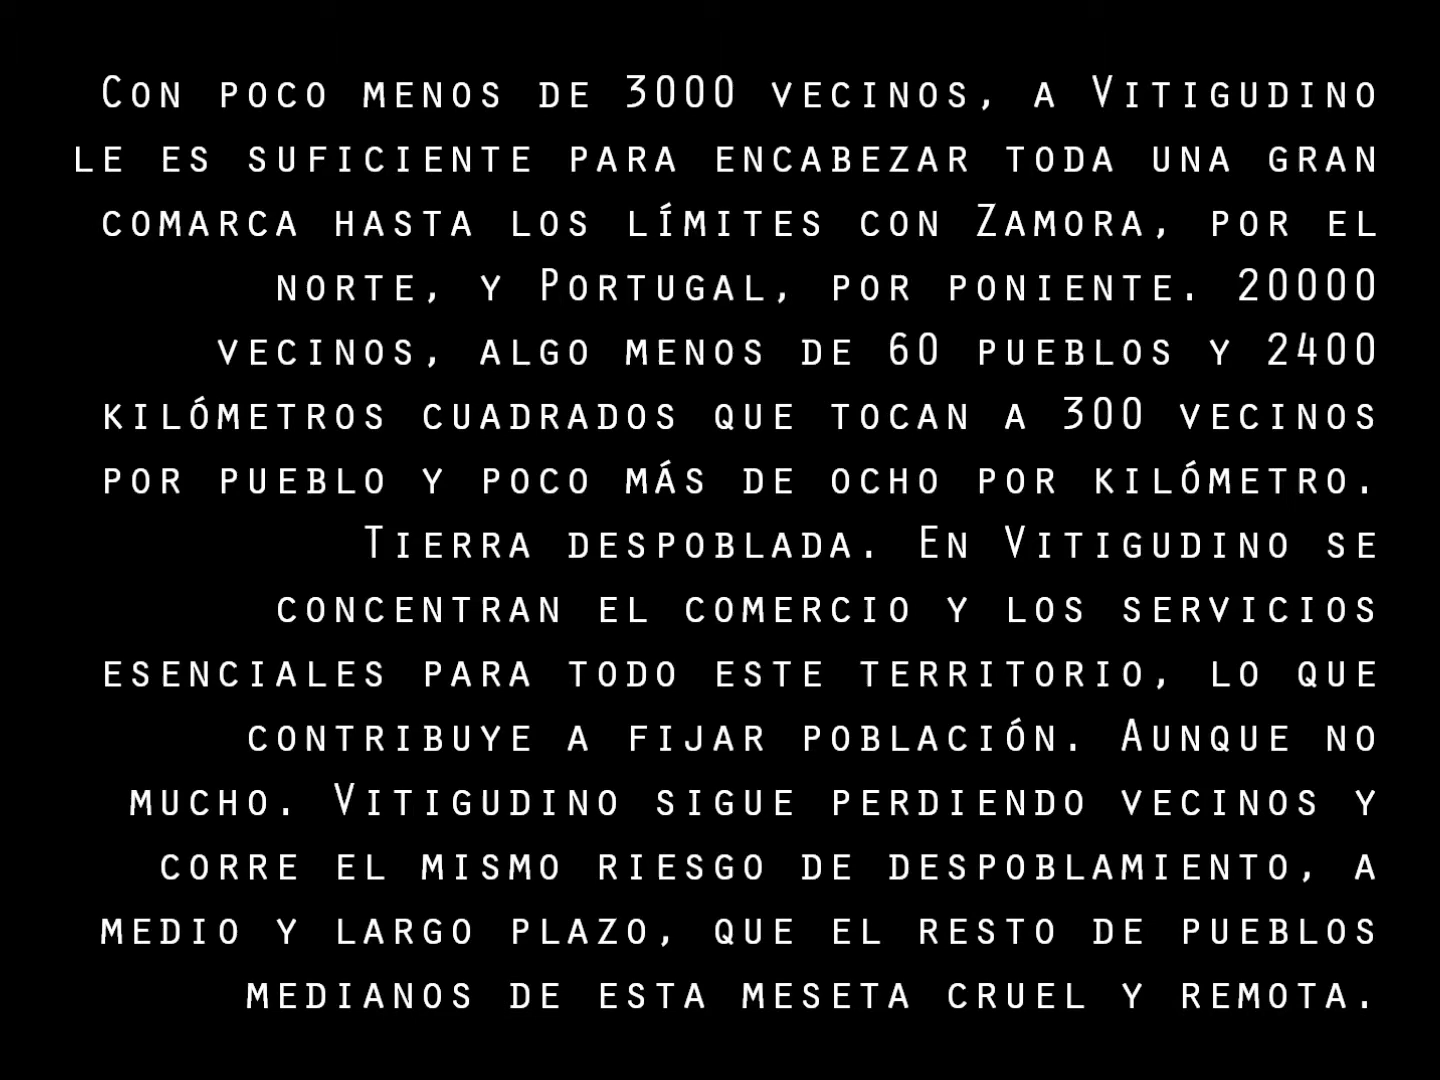 Con poco menos de 3000 vecinos, a Vitigudino
le es suficiente para encabezar toda una gran
comarca hasta los límites con Zamora, por el
norte, y Portugal, por poniente. 20000
vecinos, algo menos de 60 pueblos y 2400
kilómetros cuadrados que tocan a 300 vecinos
por pueblo y poco más de ocho por kilómetro.
Tierra despoblada. En Vitigudino se
concentran el comercio y los servicios
esenciales para todo este territorio, lo que
contribuye a fijar población. Aunque no
mucho. Vitigudino sigue perdiendo vecinos y
corre el mismo riesgo de despoblamiento, a
medio y largo plazo, que el resto de pueblos
medianos de esta meseta cruel y remota.